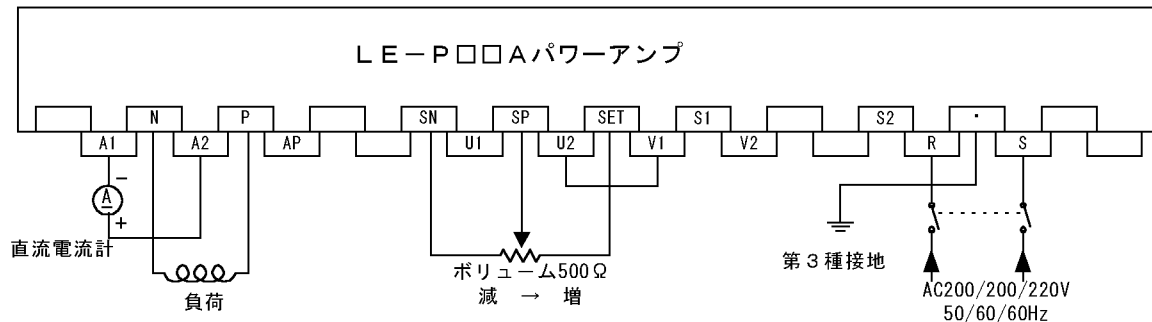 ＬＥ－Ｐ□□Ａパワーアンプ
N P SN SP SET S1 S2 ・
A1 A2 AP U1 U2 V1 V2 R S
A
－
＋
直流電流計
負荷
ボリューム500Ω
減 → 増
第３種接地
AC200/200/220V
50/60/60Hz